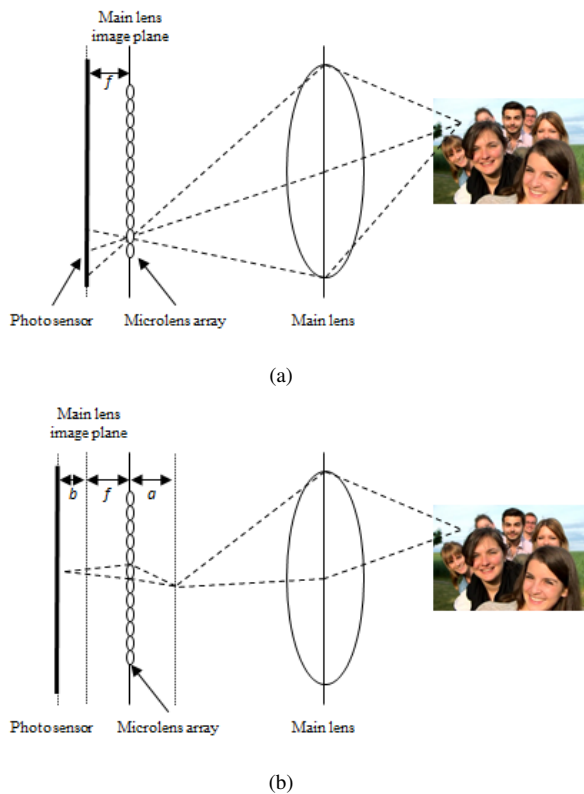 Main lens
image plane
f
Photo sensor
Microlens array
Main lens
(a)
Main lens
image plane
b
f
a
Photo sensor
Microlens array
Main lens
(b)